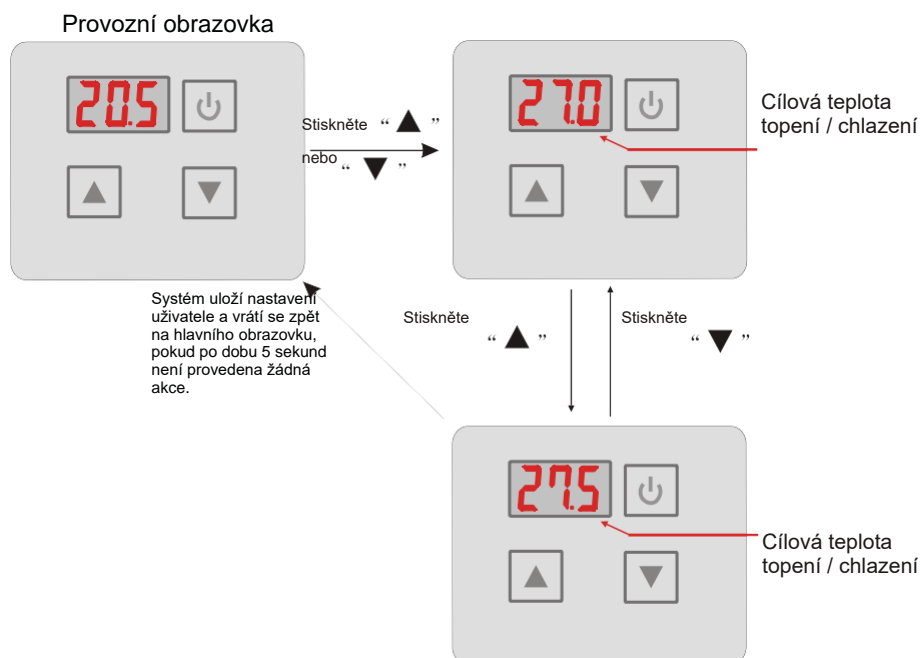 Provozní obrazovka
20.5
Stiskněte “ ▲ ”
nebo
“ ▼ ”
27.0
Cílová teplota
topení / chlazení
Systém uloží nastavení
uživatele a vrátí se zpět
na hlavního obrazovku,
pokud po dobu 5 sekund
není provedena žádná
akce.
Stiskněte
“ ▲ ”
Stiskněte
“ ▼ ”
27.5
Cílová teplota
topení / chlazení